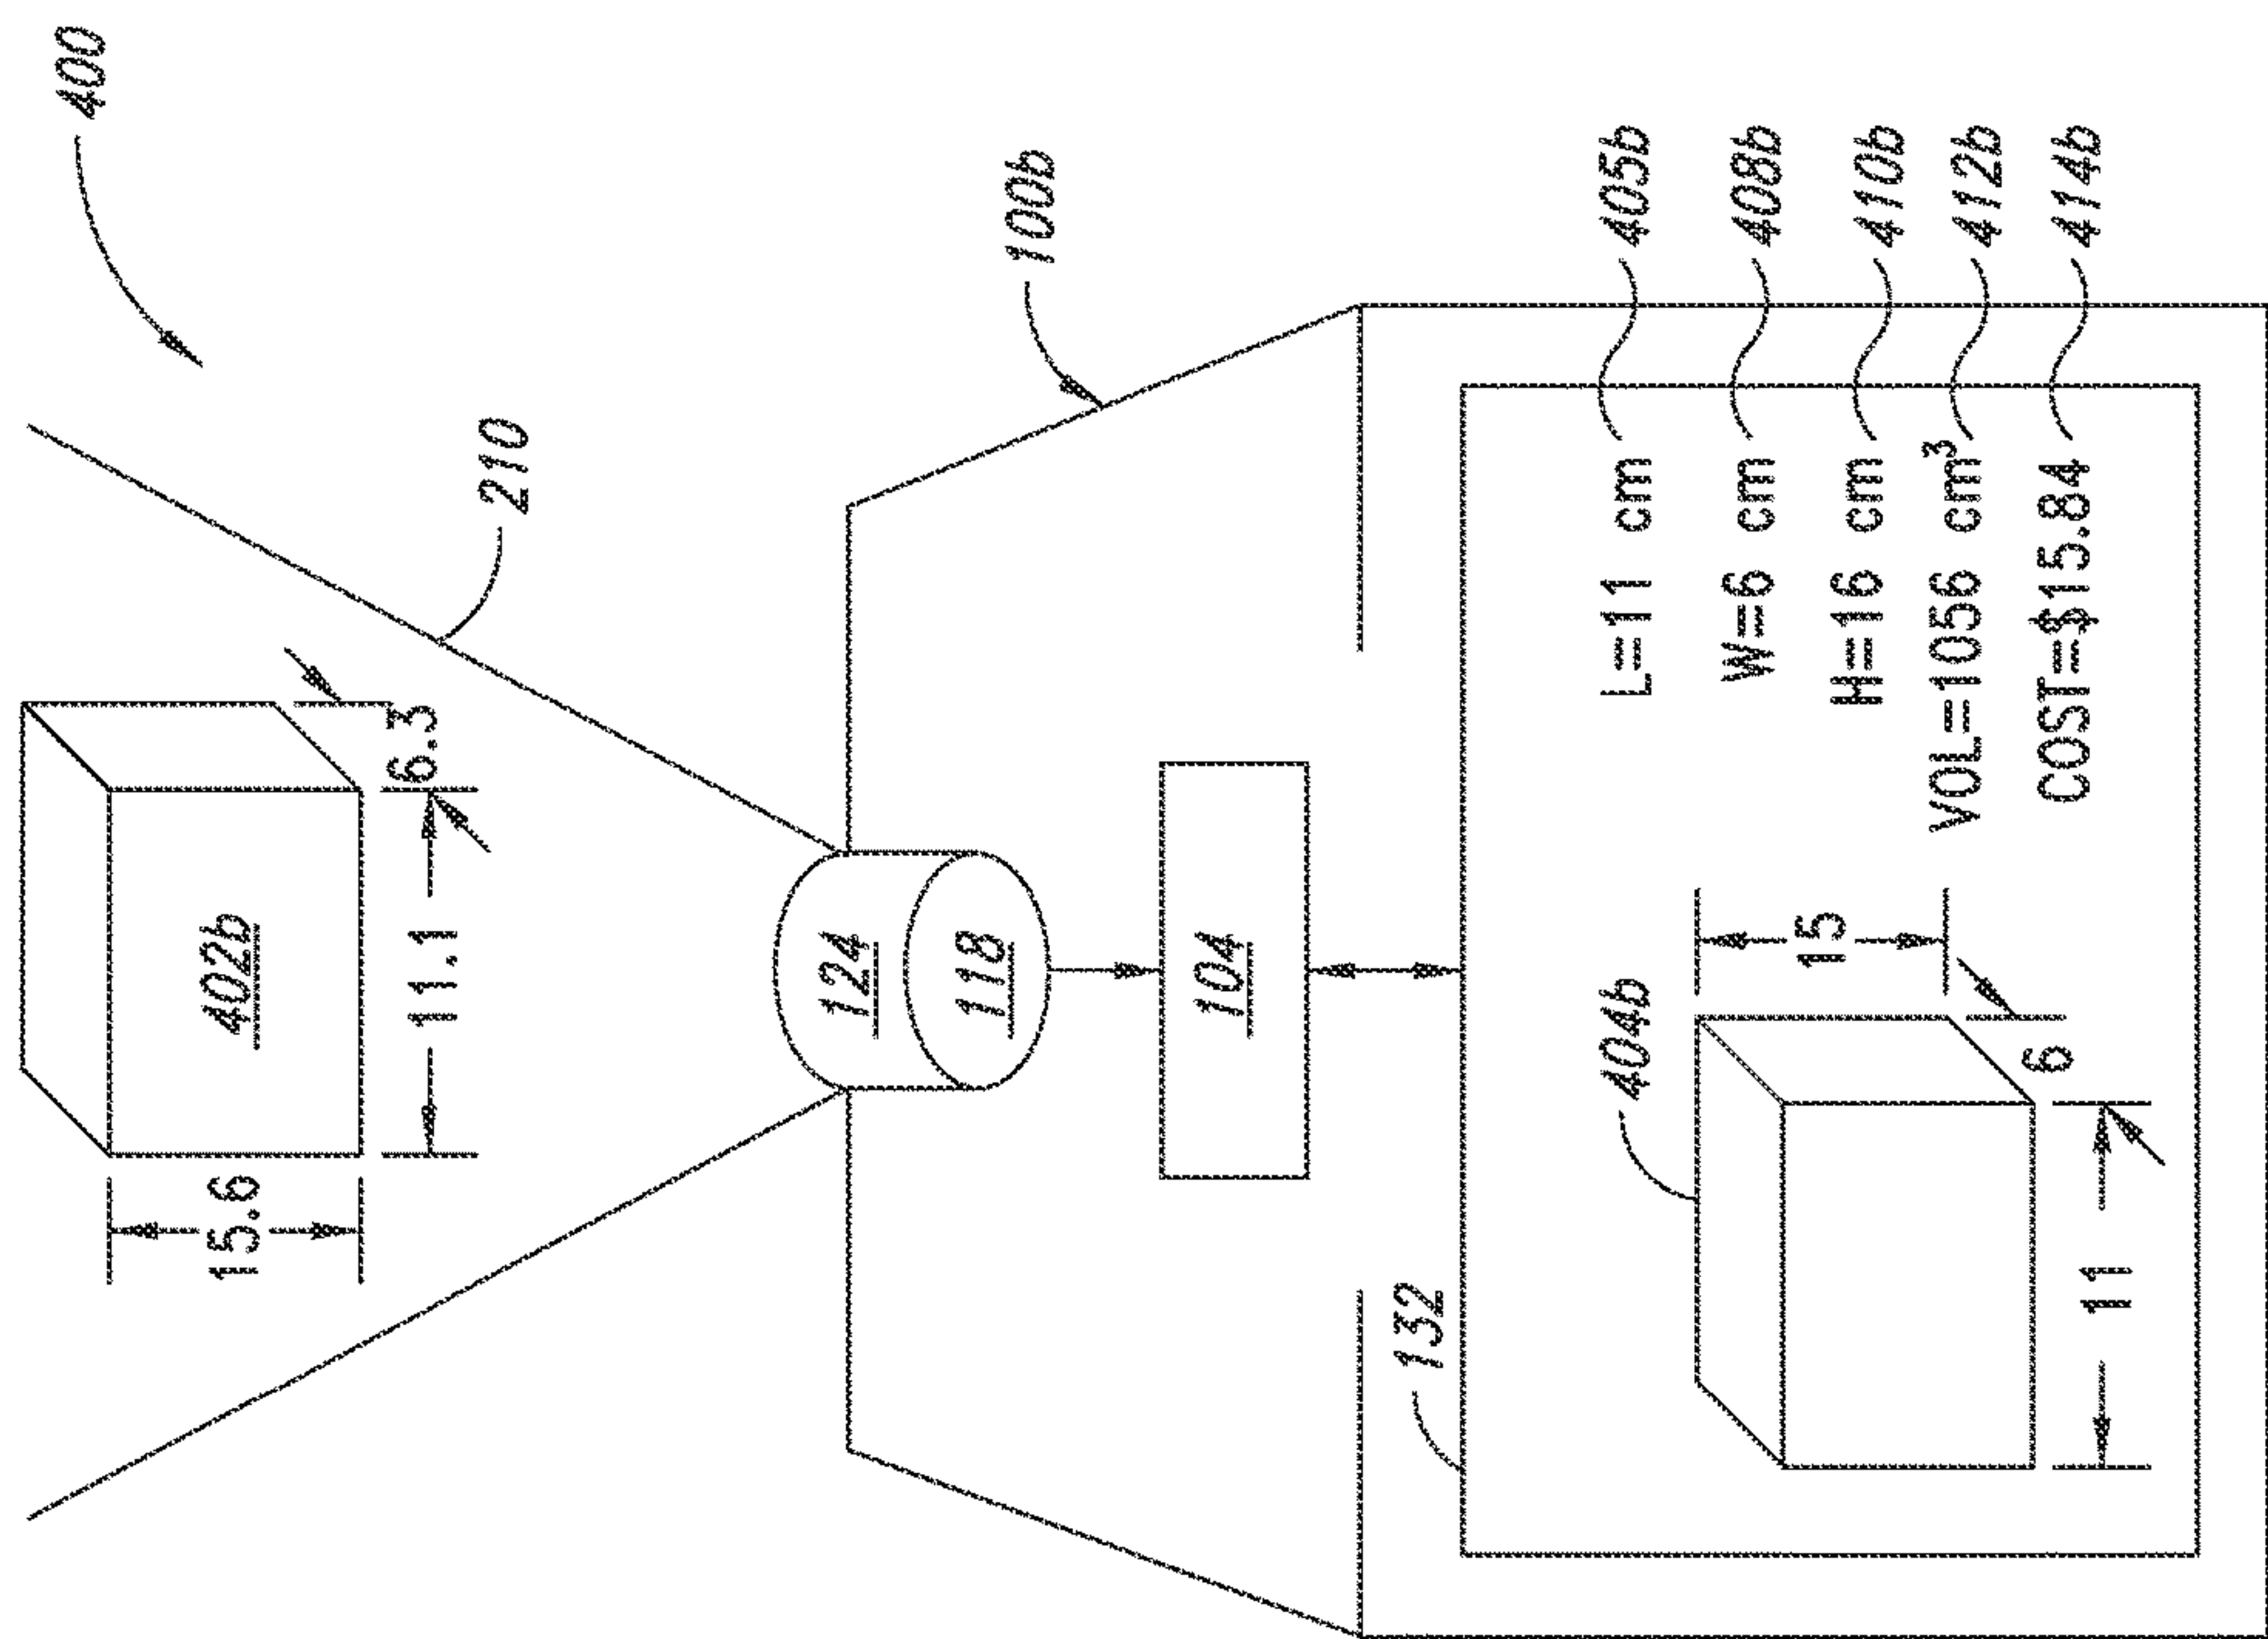 400
210
100b
402b
15.6
11.1
6.3
124
118
104
132
404b
15
6
11
L=11 cm
405b
W=6 cm
408b
H=16 cm
410b
VOL=1056 cm³
412b
COST=$15.84
414b